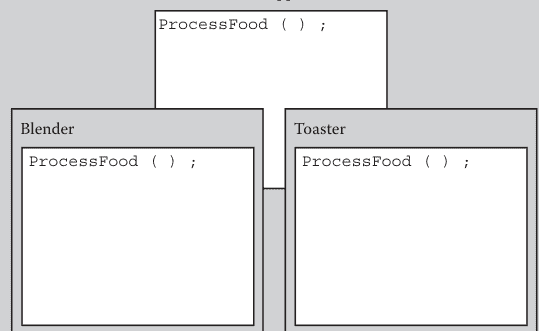 ProcessFood ( ) ;
Blender
ProcessFood ( ) ;
Toaster
ProcessFood ( ) ;